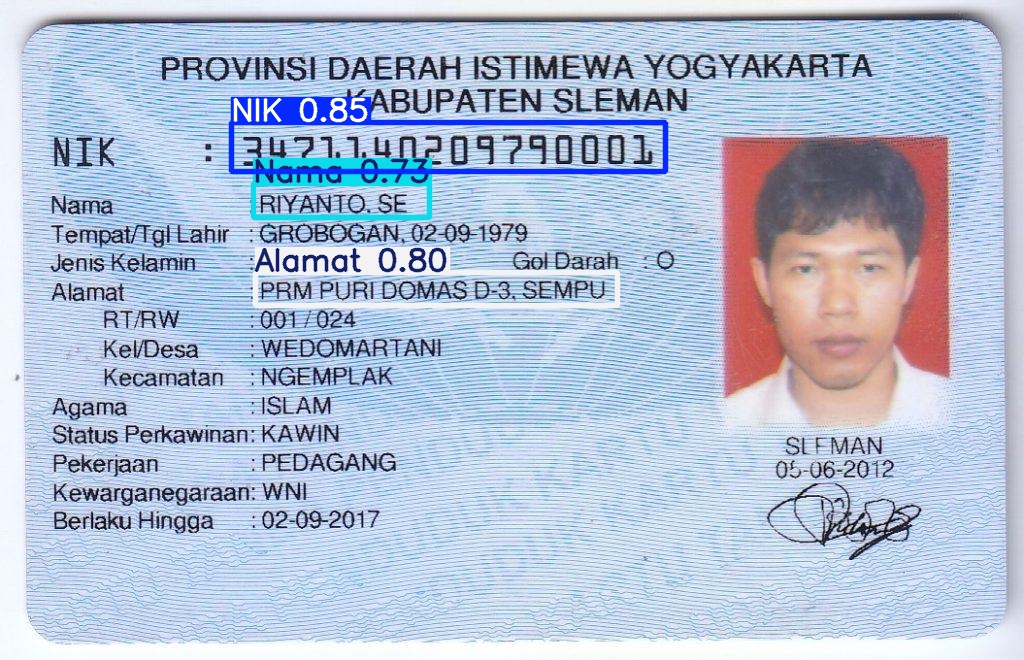 PROVINSI DAERAH ISTIMEWA YOGYAKARTA
KABUPATEN SLEMAN
NIK 0.85
NIK : 3471140209790001
Nama 0.73
Nama RIYANTO, SE
Tempat/Tgl Lahir : GROBOGAN, 02-09-1979
Jenis Kelamin : Gol Darah : O
Alamat 0.80
Alamat PRM PURI DOMAS D-3, SEMPU
RT/RW : 001 / 024
Kel/Desa : WEDOMARTANI
Kecamatan : NGEMPLAK
Agama : ISLAM
Status Perkawinan: KAWIN
Pekerjaan : PEDAGANG
Kewarganegaraan: WNI
Berlaku Hingga : 02-09-2017
SLEMAN
05-06-2012